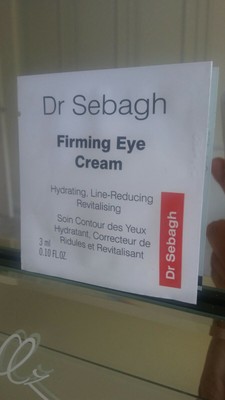 Dr Sebagh
Firming Eye
Cream
Hydrating, Line-Reducing
Revitalising
Soin Contour des Yeux
Hydratant, Correcteur de
Ridules et Revitalisant
3 ml
0.10 FL.OZ.
Dr Sebagh